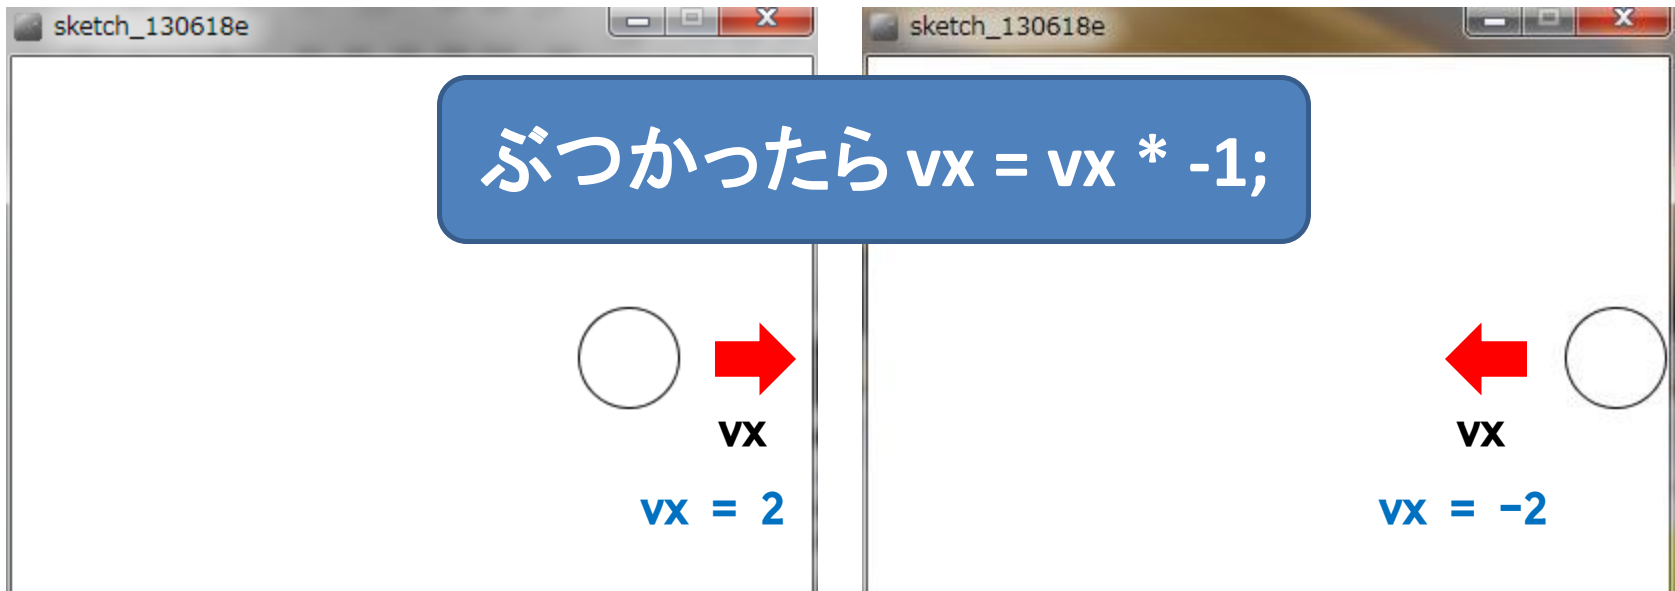 sketch_130618e
sketch_130618e
ぶつかったら vx = vx * -1;
vx
vx
vx = 2
vx = -2